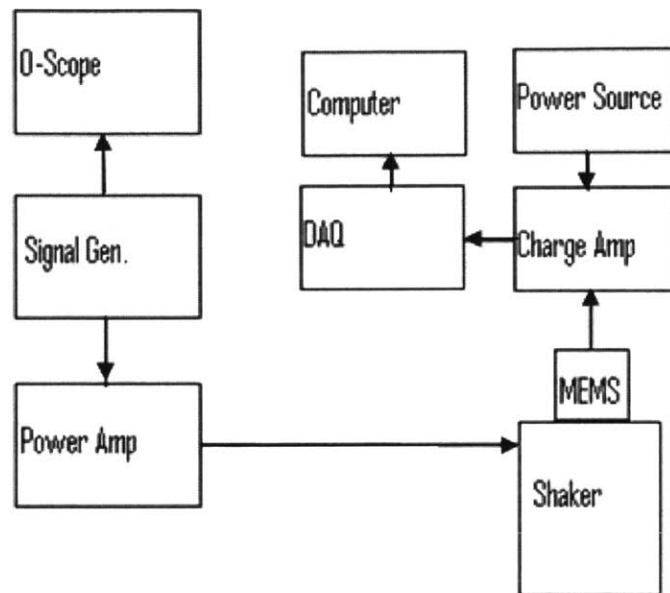 O-Scope
Computer
Power Source
Signal Gen.
DAQ
Charge Amp
MEMS
Power Amp
Shaker